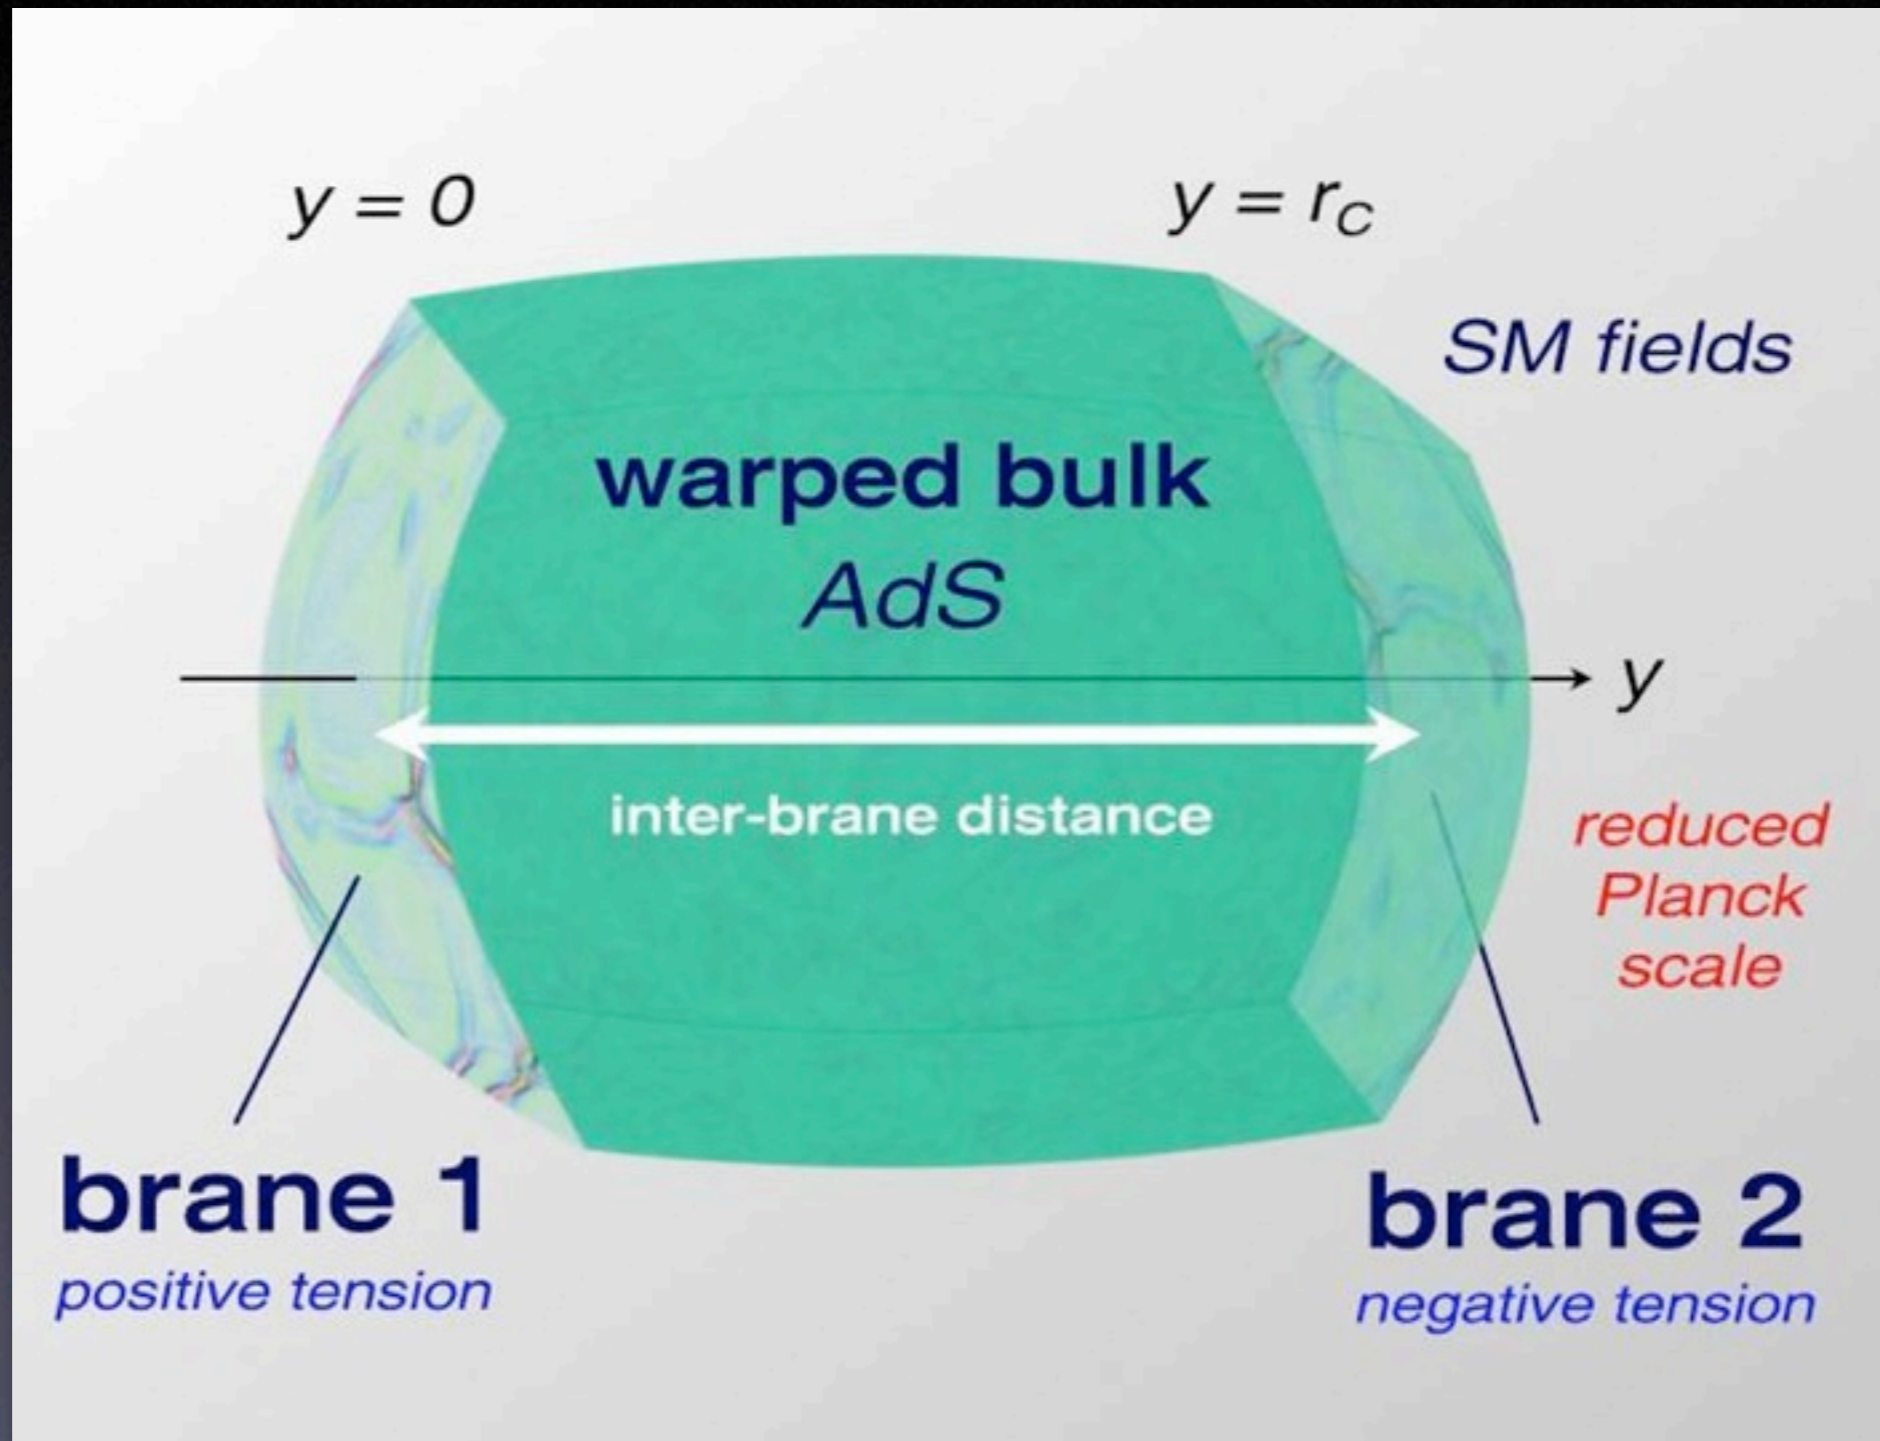 y = 0
y = rC
SM fields
warped bulk
AdS
y
inter-brane distance
reduced
Planck
scale
brane 1
positive tension
brane 2
negative tension